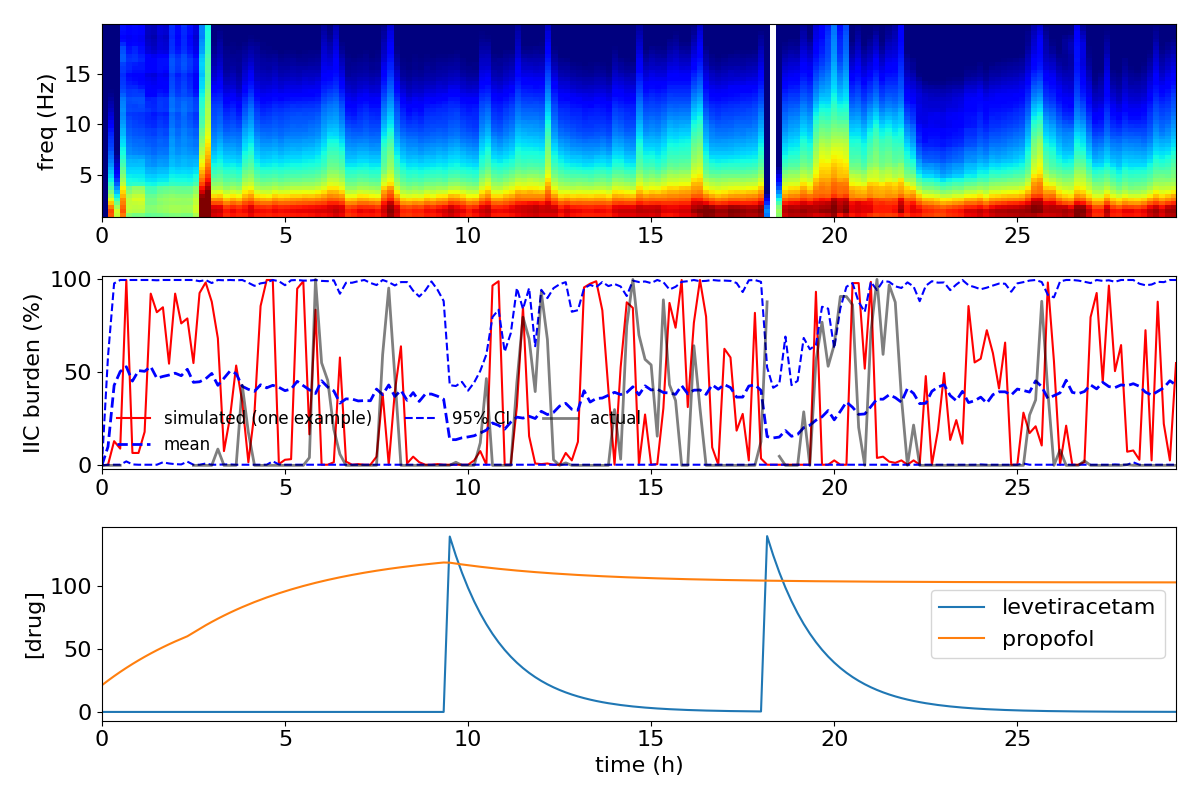 freq (Hz)
15
10
5
0 5 10 15 20 25
IIC burden (%)
100
50
0
simulated (one example) 95% CI actual
mean
0 5 10 15 20 25
[drug]
100
50
0
levetiracetam
propofol
0 5 10 15 20 25
time (h)